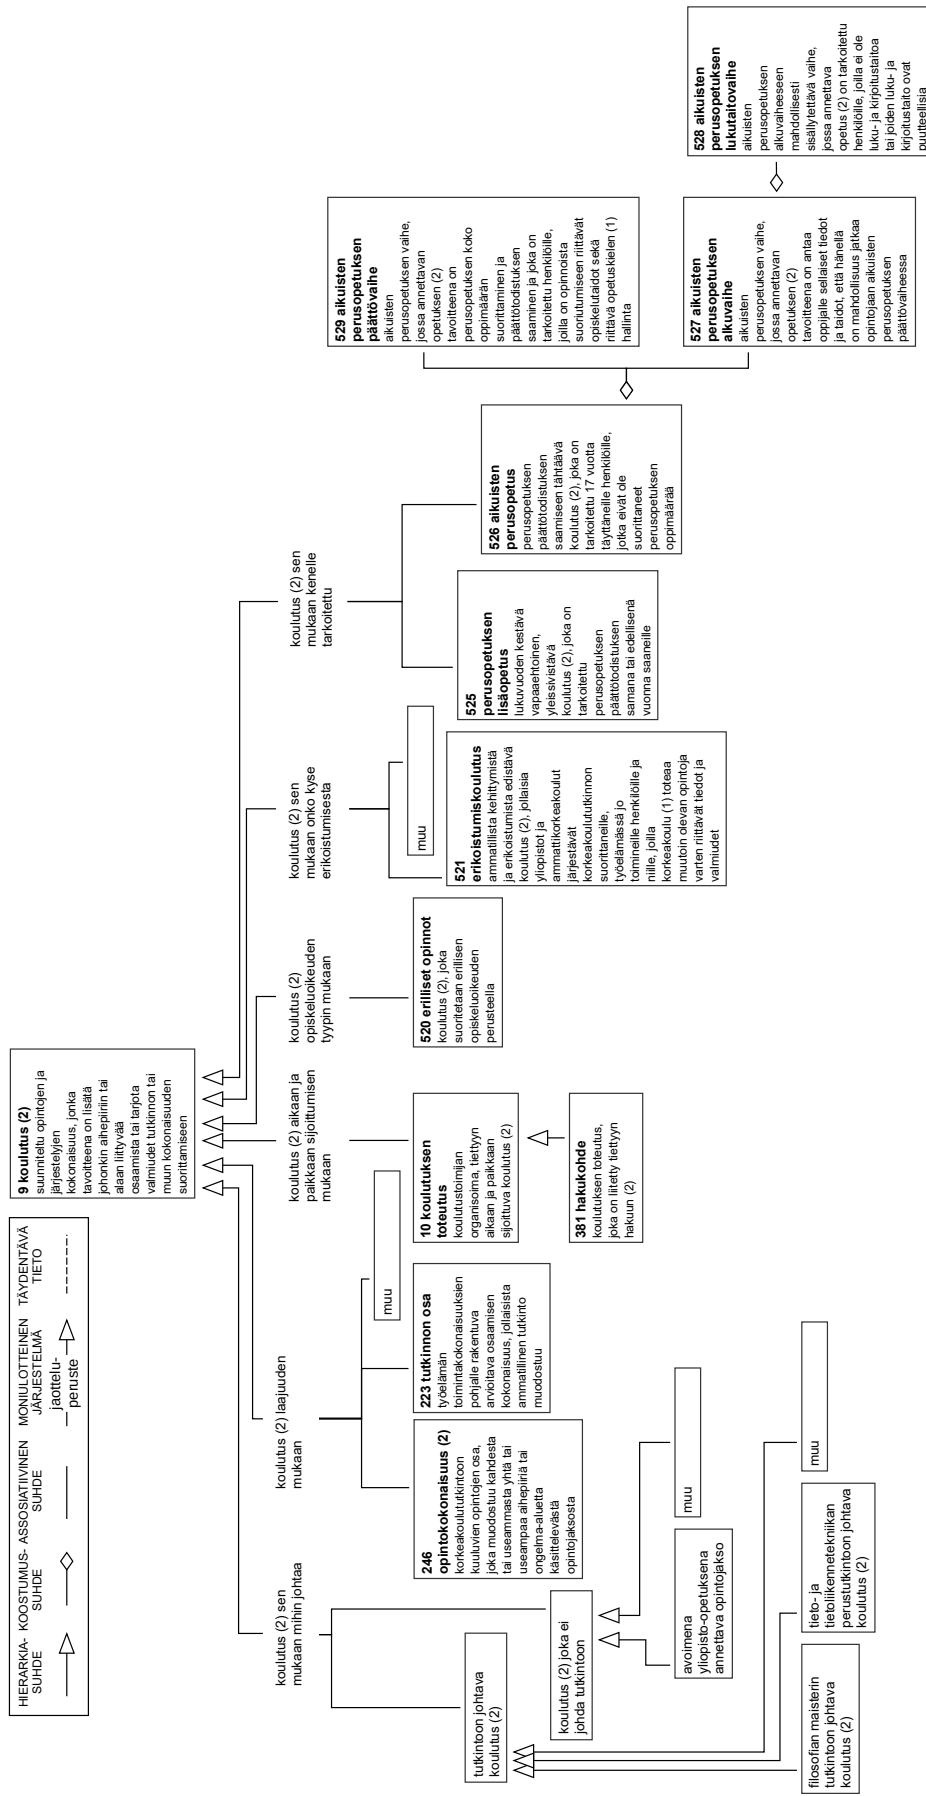 HIERARKIA-
SUHDE
KOOSTUMUS-
SUHDE
ASSOSIATIIVINEN
SUHDE
MONIULOTTEINEN
JÄRJESTELMÄ
jaottelu-
peruste
TÄYDENTÄVÄ
TIETO
9 koulutus (2)
suunniteltu opintojen ja
järjestelyjen
kokonaisuus, jonka
tavoitteena on lisätä
johonkin aihepiiriin tai
alaan liittyvää
osaamista tai tarjota
valmiudet tutkinnon tai
muun kokonaisuuden
suorittamiseen
koulutus (2) sen
mukaan mihin johtaa
koulutus (2) laajuuden
mukaan
koulutus (2) aikaan ja
paikkaan sijoittumisen
mukaan
koulutus (2)
opiskeluoikeuden
tyypin mukaan
koulutus (2) sen
mukaan onko kyse
erikoistumisesta
koulutus (2) sen
mukaan kenelle
tarkoitettu
tutkintoon johtava
koulutus (2)
koulutus (2) joka ei
johda tutkintoon
filosofian maisterin
tutkintoon johtava
koulutus (2)
tieto- ja
tietoliikennetekniikan
perustutkintoon johtava
koulutus (2)
muu
avoimena
yliopisto-opetuksena
annettava opintojakso
muu
246
opintokokonaisuus (2)
korkeakoulututkintoon
kuuluvien opintojen osa,
joka muodostuu kahdesta
tai useammasta yhtä tai
useampaa aihepiiriä tai
ongelma-aluetta
käsittelevästä
opintojaksosta
223 tutkinnon osa
työelämän
toimintakokonaisuuksien
pohjalle rakentuva
arvioitava osaamisen
kokonaisuus, jollaisista
ammatillinen tutkinto
muodostuu
muu
10 koulutuksen
toteutus
koulutustoimijan
organisoima, tiettyyn
aikaan ja paikkaan
sijoittuva koulutus (2)
381 hakukohde
koulutuksen toteutus,
joka on liitetty tiettyyn
hakuun (2)
520 erilliset opinnot
koulutus (2), joka
suoritetaan erillisen
opiskeluoikeuden
perusteella
521
erikoistumiskoulutus
ammatillista kehittymistä
ja erikoistumista edistävä
koulutus (2), jollaisia
yliopistot ja
ammattikorkeakoulut
järjestävät
korkeakoulututkinnon
suorittaneille,
työelämässä jo
toimineille henkilöille ja
niille, joilla
korkeakoulu (1) toteaa
muutoin olevan opintoja
varten riittävät tiedot ja
valmiudet
muu
525
perusopetuksen
lisäopetus
lukuvuoden kestävä
vapaaehtoinen,
yleissivistävä
koulutus (2), joka on
tarkoitettu
perusopetuksen
päättötodistuksen
samana tai edellisenä
vuonna saaneille
526 aikuisten
perusopetus
perusopetuksen
päättötodistuksen
saamiseen tähtäävä
koulutus (2), joka on
tarkoitettu 17 vuotta
täyttäneille henkilöille,
jotka eivät ole
suorittaneet
perusopetuksen
oppimäärää
529 aikuisten
perusopetuksen
päättövaihe
aikuisten
perusopetuksen vaihe,
jossa annettavan
opetuksen (2)
tavoitteena on
perusopetuksen koko
oppimäärän
suorittaminen ja
päättötodistuksen
saaminen ja joka on
tarkoitettu henkilöille,
joilla on opinnoista
suoriutumiseen riittävät
opiskelutaidot sekä
riittävä opetuskielen (1)
hallinta
527 aikuisten
perusopetuksen
alkuvaihe
aikuisten
perusopetuksen vaihe,
jossa annettavan
opetuksen (2)
tavoitteena on antaa
oppijalle sellaiset tiedot
ja taidot, että hänellä
on mahdollisuus jatkaa
opintojaan aikuisten
perusopetuksen
päättövaiheessa
528 aikuisten
perusopetuksen
lukutaitovaihe
aikuisten
perusopetuksen
alkuvaiheeseen
mahdollisesti
sisällytettävä vaihe,
jossa annettava
opetus (2) on tarkoitettu
henkilöille, joilla ei ole
luku- ja kirjoitustaitoa
tai joiden luku- ja
kirjoitustaito ovat
puutteellisia